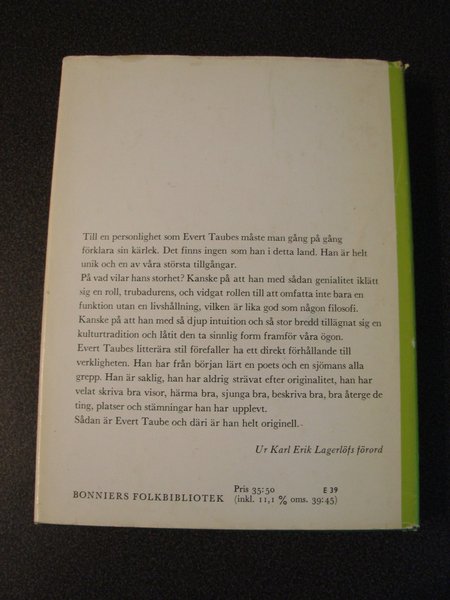 Till en personlighet som Evert Taubes måste man gång på gång
förklara sin kärlek. Det finns ingen som han i detta land. Han är helt
unik och en av våra största tillgångar.
På vad vilar hans storhet? Kanske på att han med sådan genialitet iklätt
sig en roll, trubadurens, och vidgat rollen till att omfatta inte bara en
funktion utan en livshållning, vilken är lika god som någon filosofi.
Kanske på att han med så djup intuition och så stor bredd tillägnat sig en
kulturtradition och låtit den ta sinnlig form framför våra ögon.
Evert Taubes litterära stil förefaller ha ett direkt förhållande till
verkligheten. Han har från början lärt en poets och en sjömans alla
grepp. Han är saklig, han har aldrig strävat efter originalitet, han har
velat skriva bra visor, härma bra, sjunga bra, beskriva bra, bra återge de
ting, platser och stämningar han har upplevt.
Sådan är Evert Taube och däri är han helt originell.
Ur Karl Erik Lagerlöfs förord
BONNIERS FOLKBIBLIOTEK
Pris 35:50 E 39
(inkl. 11,1 % oms. 39:45)